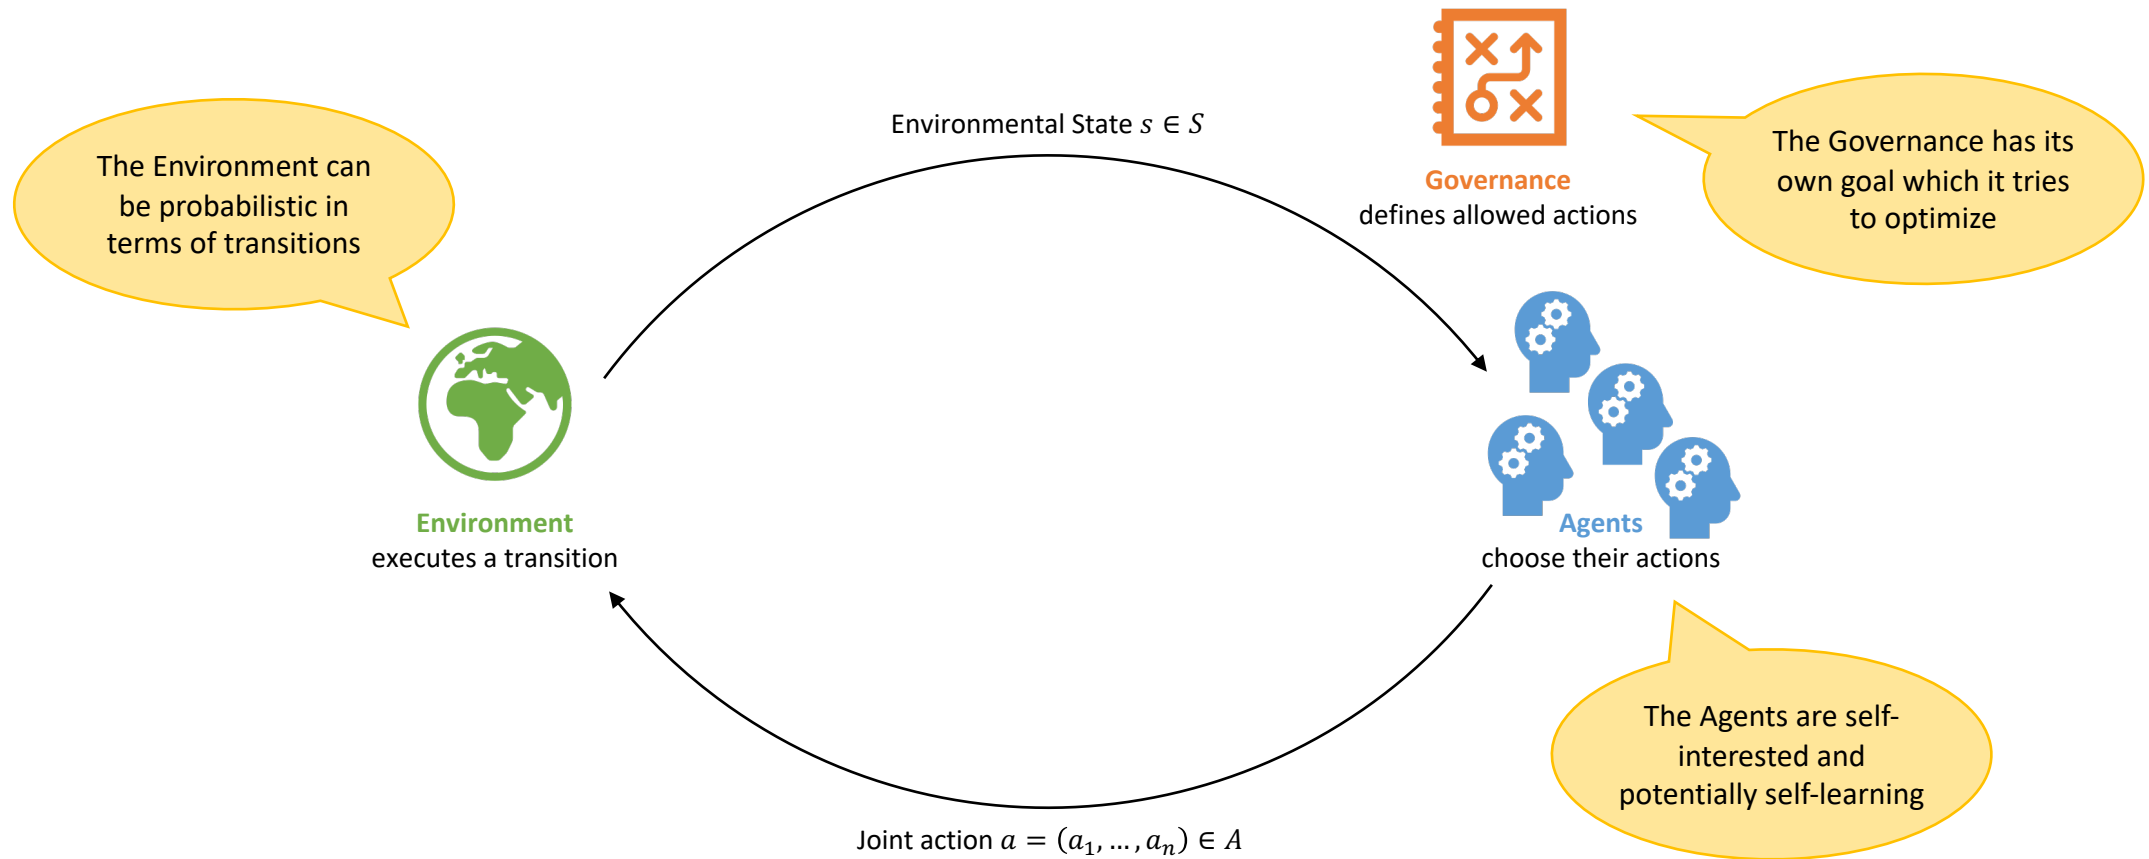 Environmental State 𝑠 ∈ 𝑆
The Environment can
be probabilistic in
terms of transitions
Governance
defines allowed actions
The Governance has its
own goal which it tries
to optimize
Environment
executes a transition
Agents
choose their actions
The Agents are self-
interested and
potentially self-learning
Joint action 𝑎 = (𝑎₁, … , 𝑎ₙ) ∈ 𝐴